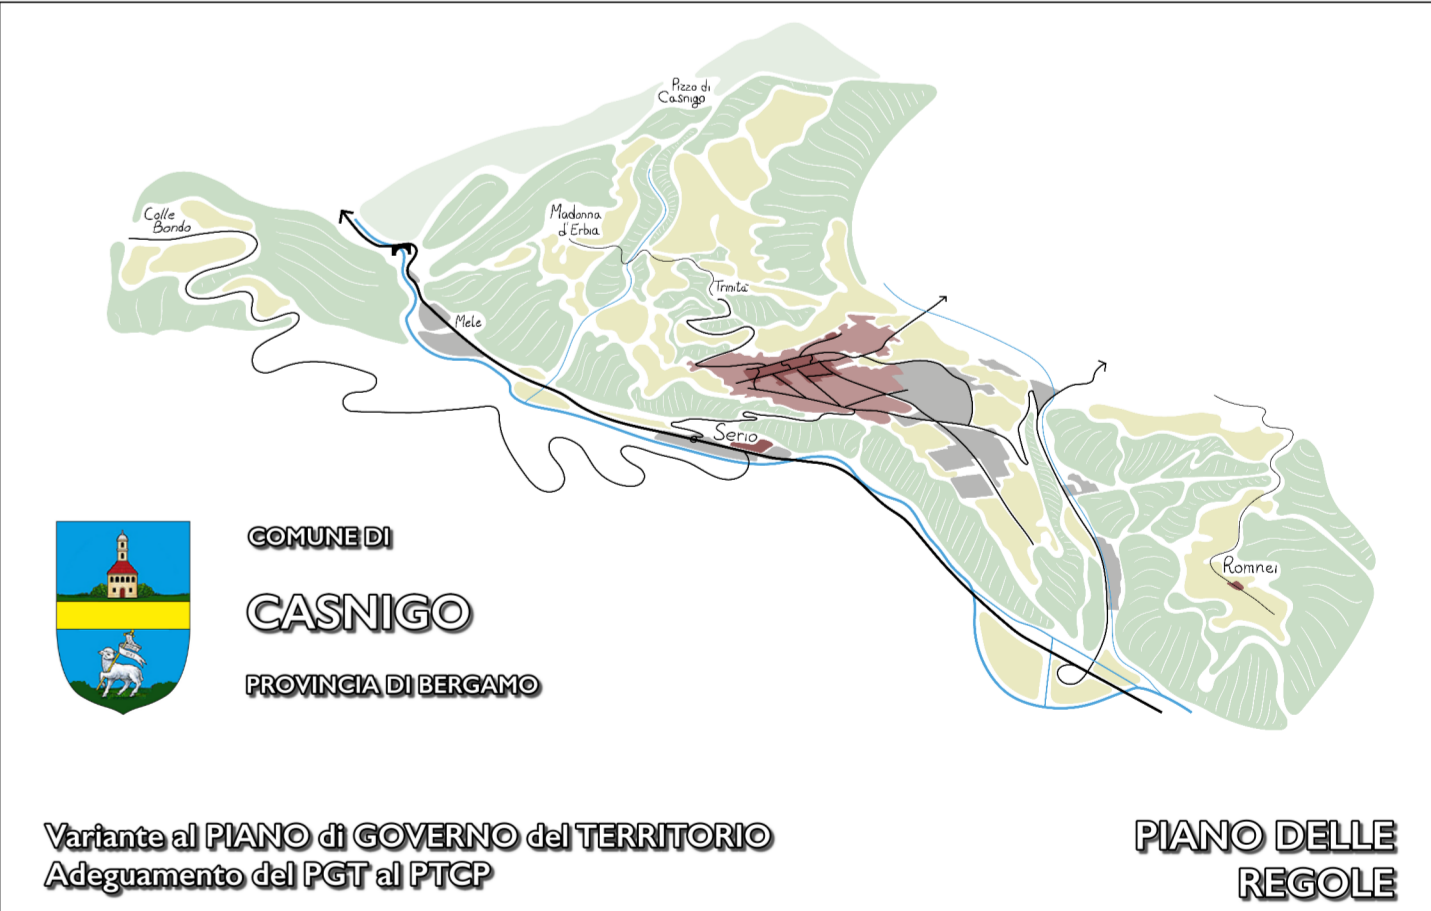 Pizzo di
Casnigo
Colle
Bondo
Madonna
d'Erbia
Trinità
Mele
Serio
Romnei
COMUNE DI
CASNIGO
PROVINCIA DI BERGAMO
Variante al PIANO di GOVERNO del TERRITORIO
Adeguamento del PGT al PTCP
PIANO DELLE
REGOLE